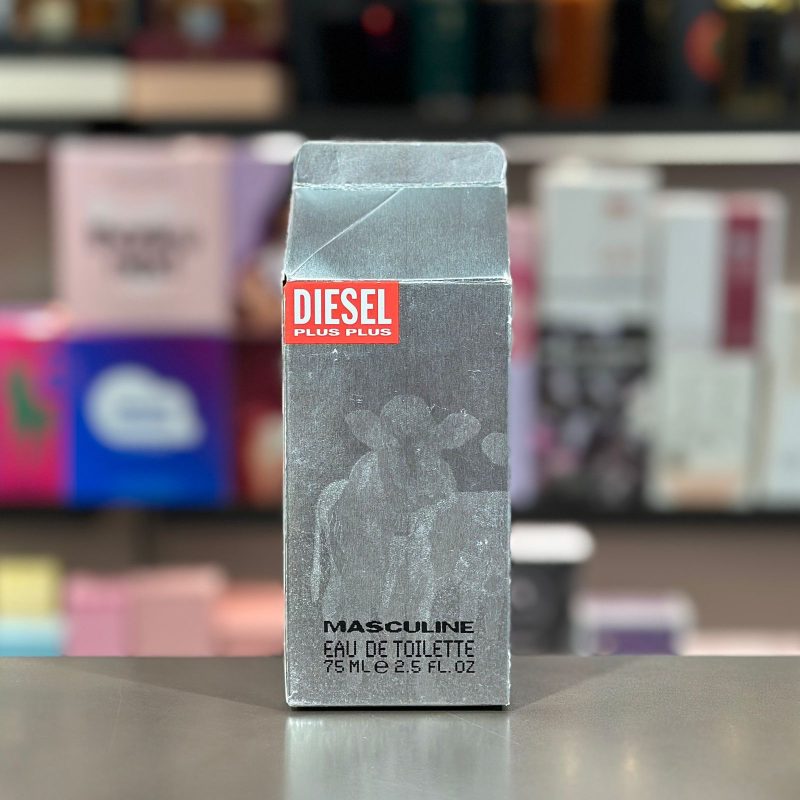 DIESEL
PLUS PLUS
MASCULINE
EAU DE TOILETTE
75 ML℮ 2.5 FL.OZ